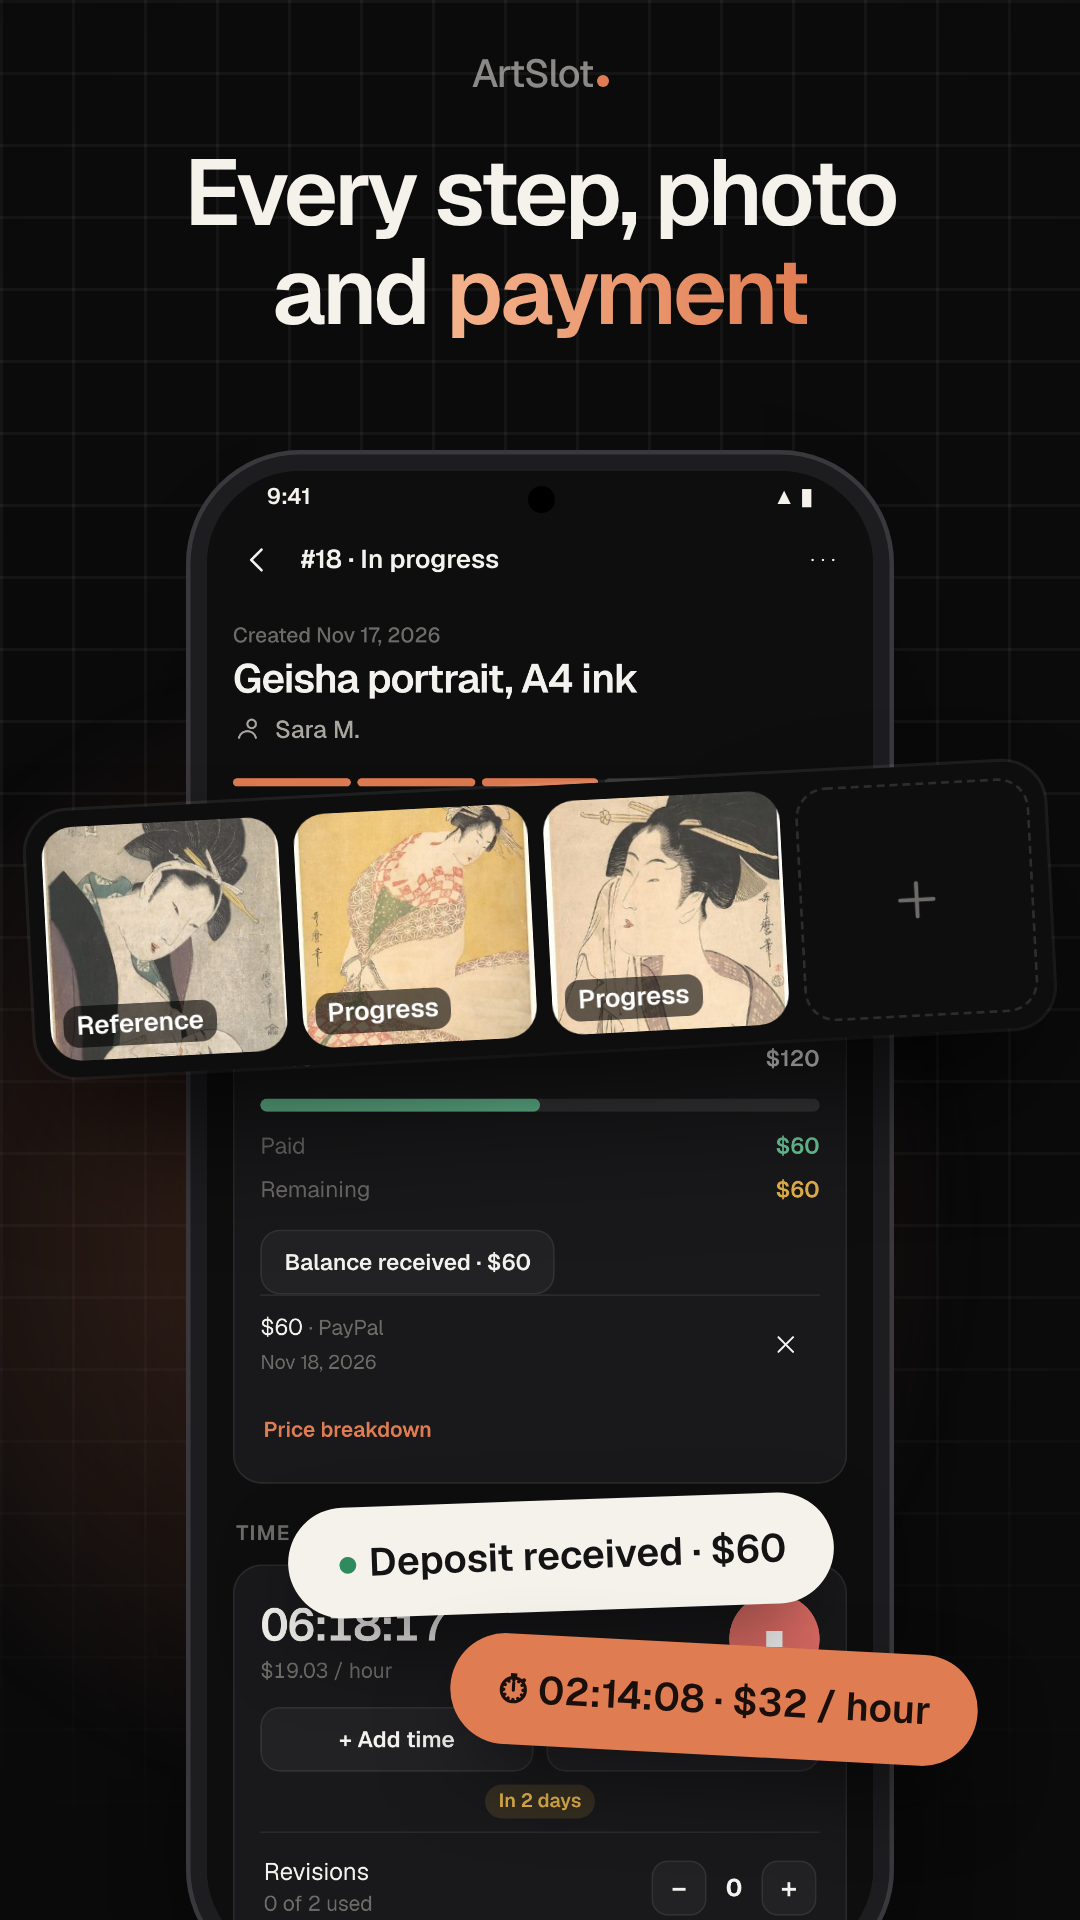 ArtSlot.
Every step, photo
and payment
9:41
#18 · In progress
...
Created Nov 17, 2026
Geisha portrait, A4 ink
Sara M.
Reference
Progress
Progress
+
$120
Paid
$60
Remaining
$60
Balance received · $60
$60 · PayPal
Nov 18, 2026
Price breakdown
TIME
Deposit received · $60
06:18:17
$19.03 / hour
⏱ 02:14:08 · $32 / hour
+ Add time
In 2 days
Revisions
0 of 2 used
− 0 +